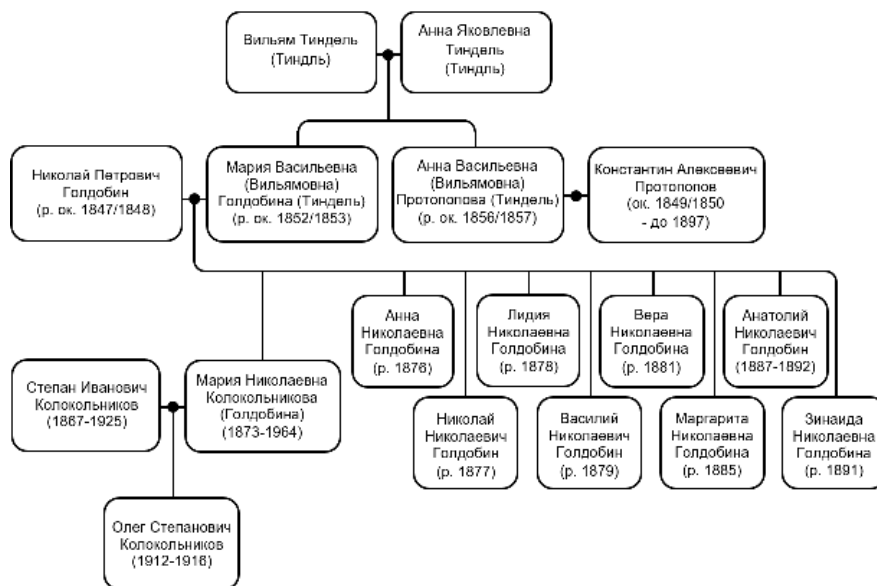 Вильям Тиндель
(Тиндль)
Анна Яковлевна
Тиндель
(Тиндль)
Николай Петрович
Голдобин
(р. ок. 1847/1848)
Мария Васильевна
(Вильямовна)
Голдобина (Тиндель)
(р. ок. 1852/1853)
Анна Васильевна
(Вильямовна)
Протопопова (Тиндель)
(р. ок. 1856/1857)
Константин Алексеевич
Протопопов
(ок. 1849/1850
- до 1897)
Анна
Николаевна
Голдобина
(р. 1876)
Лидия
Николаевна
Голдобина
(р. 1878)
Вера
Николаевна
Голдобина
(р. 1881)
Анатолий
Николаевич
Голдобин
(1887-1892)
Степан Иванович
Колокольников
(1867-1925)
Мария Николаевна
Колокольникова
(Голдобина)
(1873-1964)
Николай
Николаевич
Голдобин
(р. 1877)
Василий
Николаевич
Голдобин
(р. 1879)
Маргарита
Николаевна
Голдобина
(р. 1885)
Зинаида
Николаевна
Голдобина
(р. 1891)
Олег Степанович
Колокольников
(1912-1916)